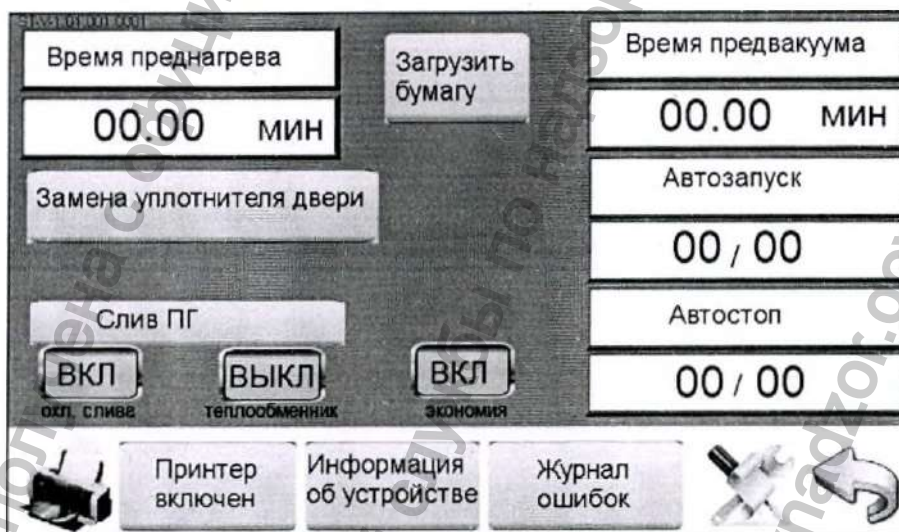 Время преднагрева
Загрузить
бумагу
Время предвакуума
00.00 мин
00.00 мин
Замена уплотнителя двери
Автозапуск
00 / 00
Слив ПГ
Автостоп
ВКЛ
ВЫКЛ
ВКЛ
00 / 00
охл. слива
теплообменник
экономия
Принтер
включен
Информация
об устройстве
Журнал
ошибок